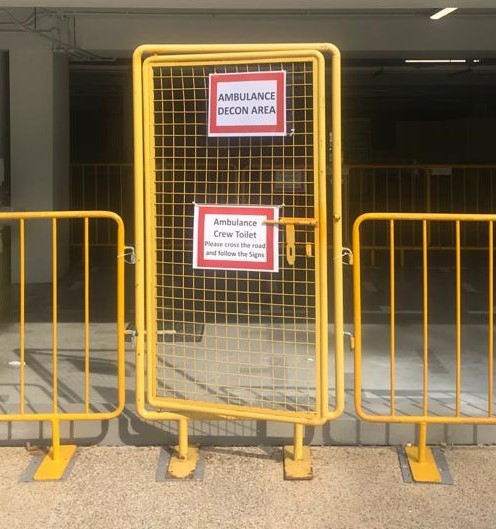 AMBULANCE
DECON AREA
Ambulance
Crew Toilet
Please cross the road
and follow the Signs